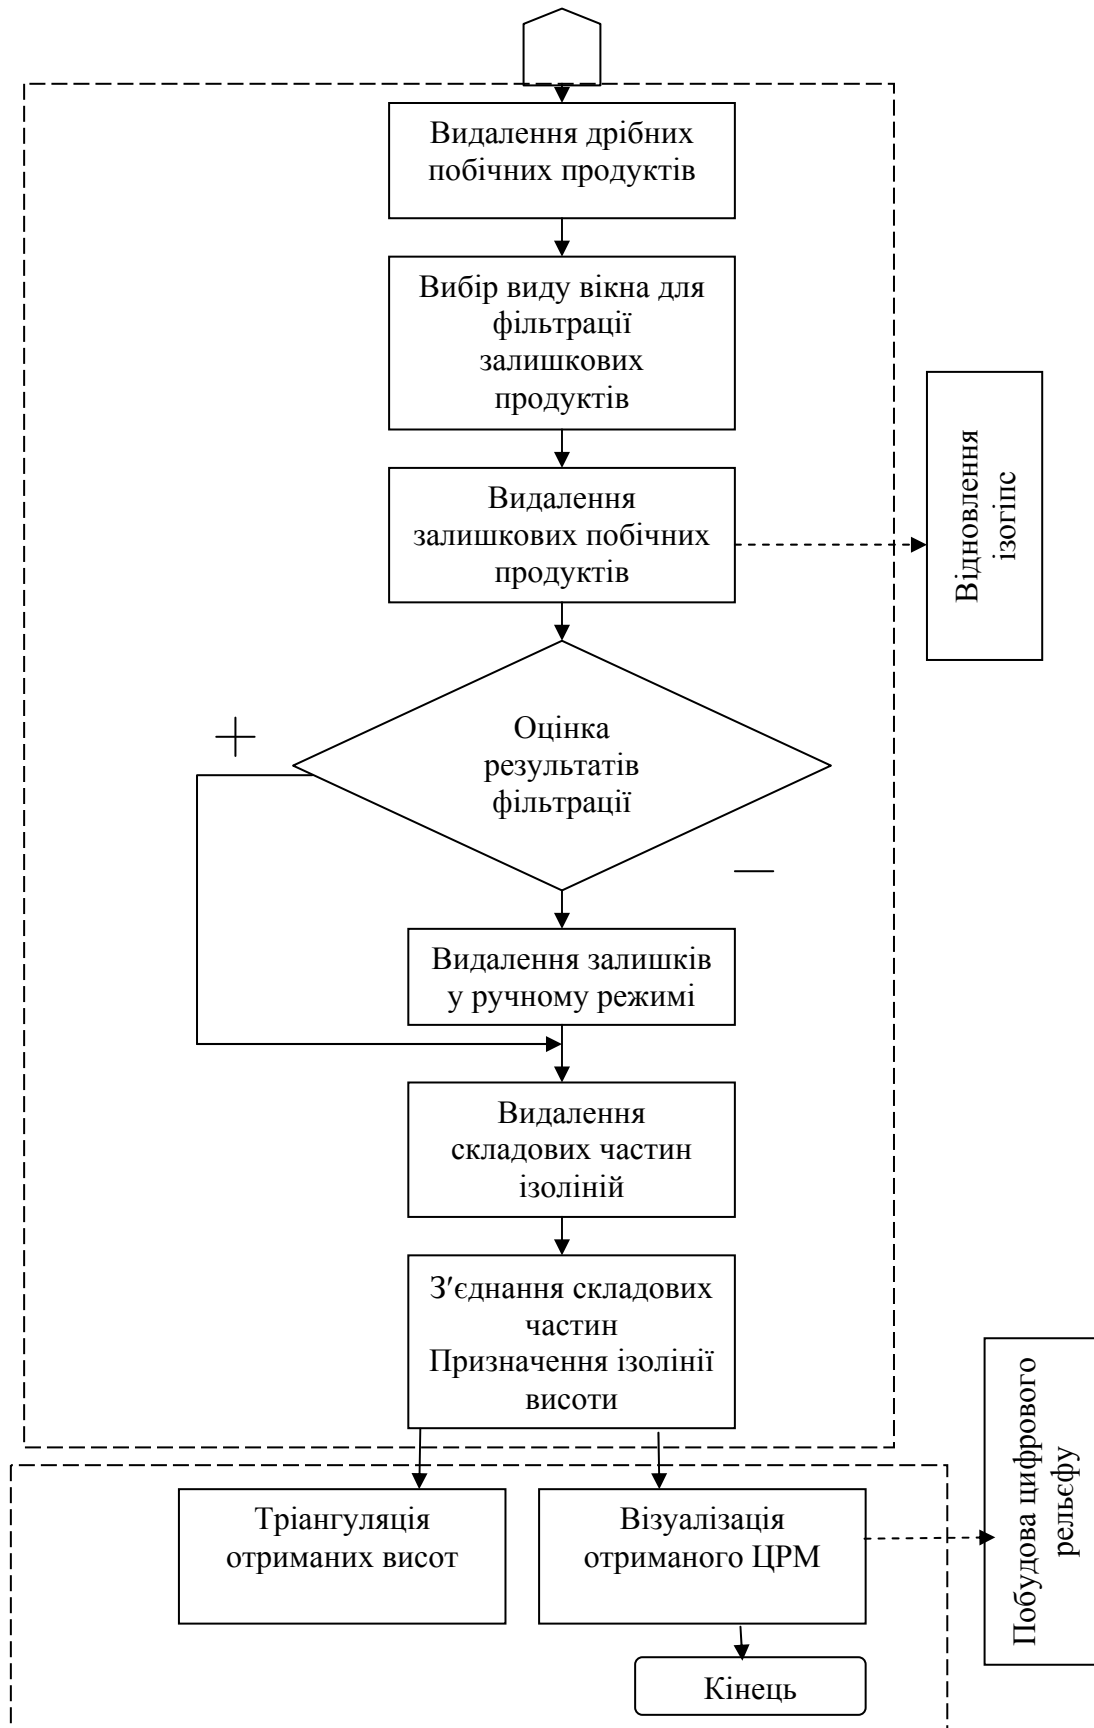 Видалення дрібних
побічних продуктів
Вибір виду вікна для
фільтрації
залишкових
продуктів
Видалення
залишкових побічних
продуктів
Відновлення
ізогіпс
+
Оцінка
результатів
фільтрації
—
Видалення залишків
у ручному режимі
Видалення
складових частин
ізоліній
З′єднання складових
частин
Призначення ізолінії
висоти
Тріангуляція
отриманих висот
Візуалізація
отриманого ЦРМ
Побудова цифрового
рельєфу
Кінець